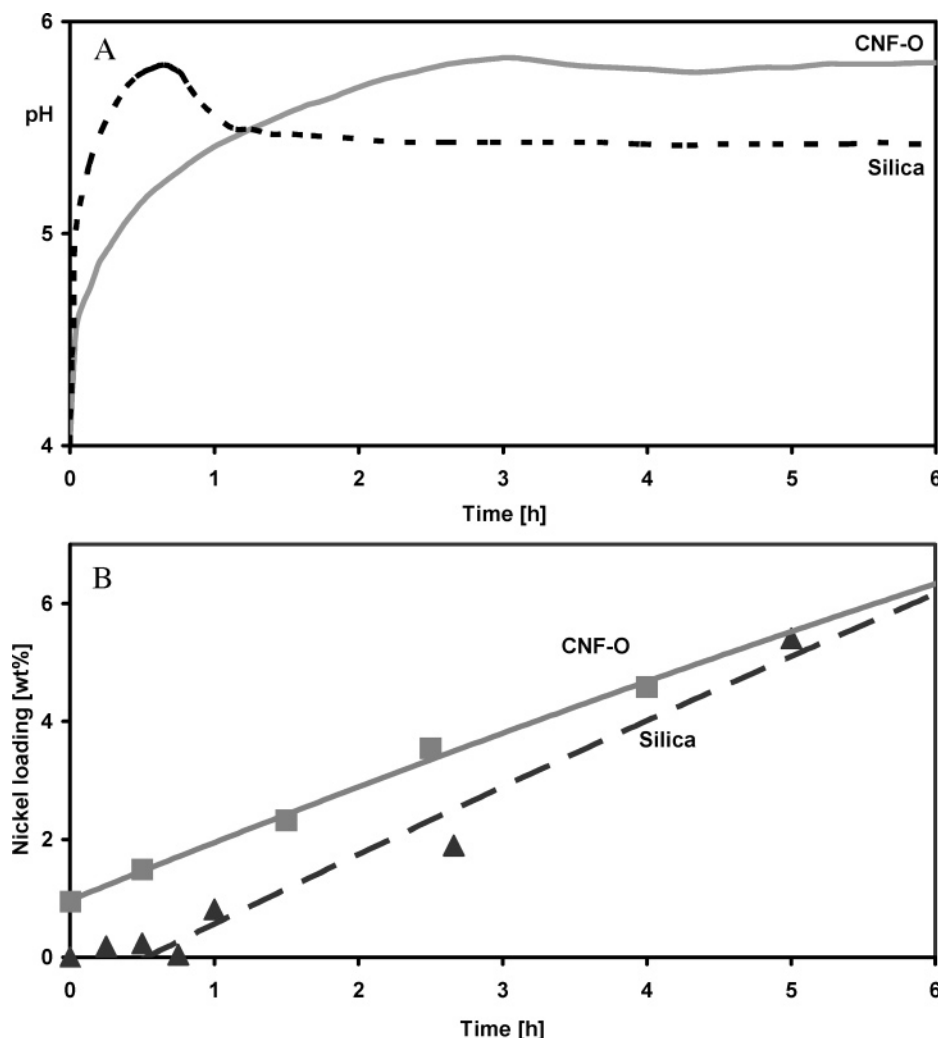 6
A
CNF-O
pH
Silica
5
4
0 1 2 3 4 5 6
Time [h]
B
6
CNF-O
4
Silica
Nickel loading [wt%]
2
0
0 1 2 3 4 5 6
Time [h]